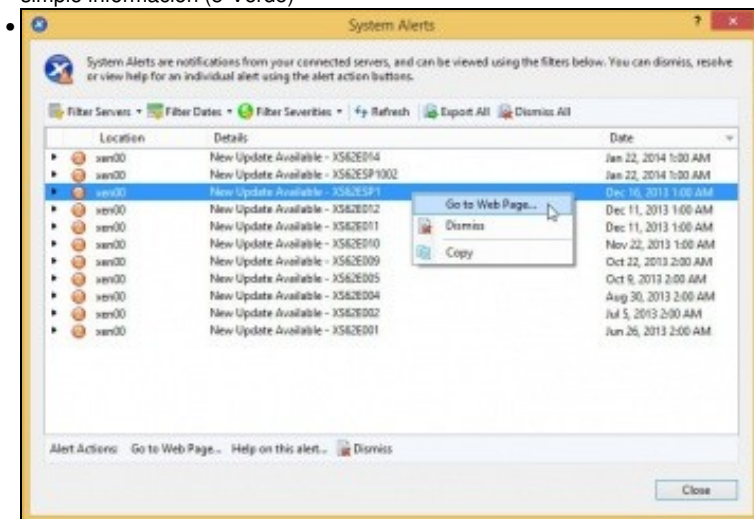 simple información (5 Verde)
System Alerts
System Alerts are notifications from your connected servers, and can be viewed using the filters below. You can dismiss, resolve
or view help for an individual alert using the alert action buttons.
Filter Servers Filter Dates Filter Severities Refresh Export All Dismiss All
Location Details Date
xen00 New Update Available - XS62E014 Jan 22, 2014 1:00 AM
xen00 New Update Available - XS62ESP1002 Jan 22, 2014 1:00 AM
xen00 New Update Available - XS62ESP1 Dec 16, 2013 1:00 AM
xen00 New Update Available - XS62E012 Dec 11, 2013 1:00 AM
xen00 New Update Available - XS62E011 Dec 11, 2013 1:00 AM
xen00 New Update Available - XS62E010 Nov 22, 2013 1:00 AM
xen00 New Update Available - XS62E009 Oct 22, 2013 2:00 AM
xen00 New Update Available - XS62E005 Oct 9, 2013 2:00 AM
xen00 New Update Available - XS62E004 Aug 30, 2013 2:00 AM
xen00 New Update Available - XS62E002 Jul 5, 2013 2:00 AM
xen00 New Update Available - XS62E001 Jun 26, 2013 2:00 AM
Go to Web Page...
Dismiss
Copy
Alert Actions: Go to Web Page... Help on this alert... Dismiss
Close